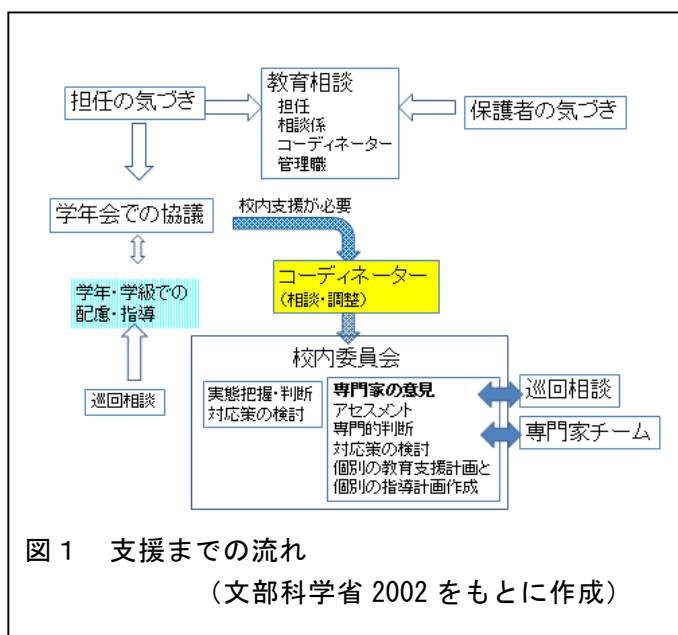 教育相談
担任
相談係
コーディネーター
管理職
担任の気づき
保護者の気づき
学年会での協議
校内支援が必要
コーディネーター
(相談・調整)
学年・学級での
配慮・指導
巡回相談
校内委員会
実態把握・判断
対応策の検討
専門家の意見
アセスメント
専門的判断
対応策の検討
個別の教育支援計画と
個別の指導計画作成
巡回相談
専門家チーム
図1 支援までの流れ
(文部科学省 2002 をもとに作成)